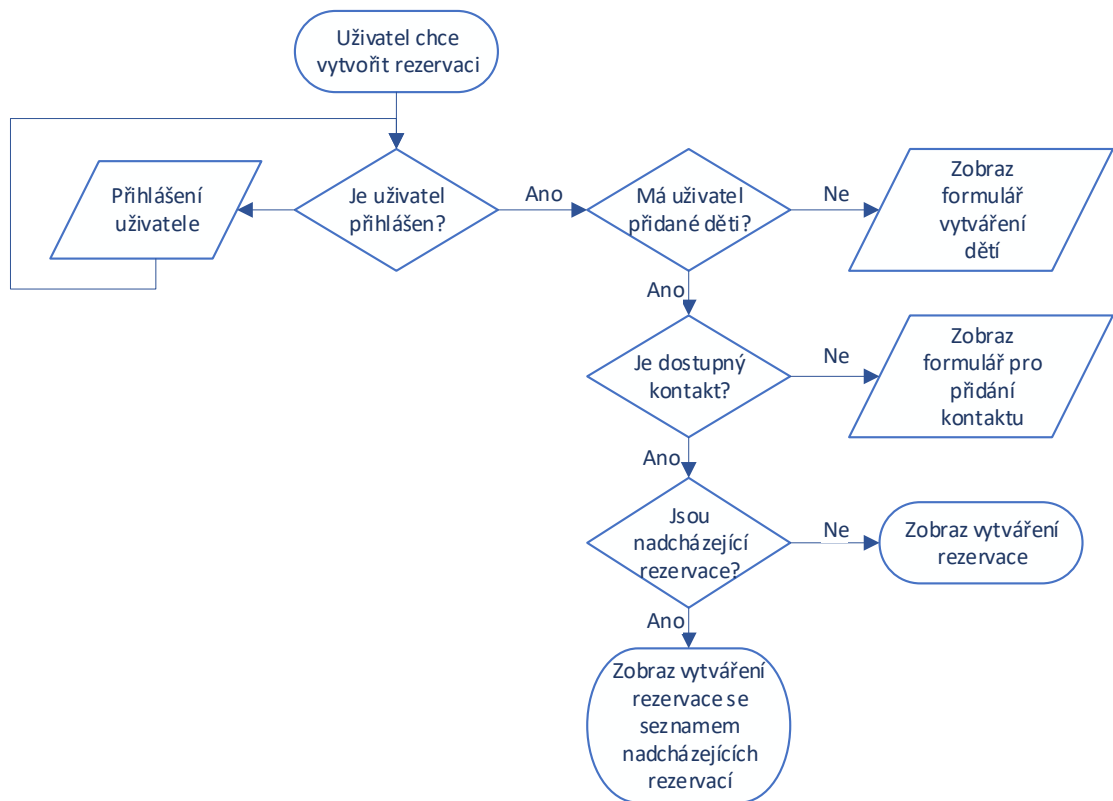 Uživatel chce
vytvořit rezervaci
Přihlášení
uživatele
Je uživatel
přihlášen?
Ano
Má uživatel
přidané děti?
Ne
Zobraz
formulář
vytváření
dětí
Ano
Je dostupný
kontakt?
Ne
Zobraz
formulář pro
přidání
kontaktu
Ano
Jsou
nadcházející
rezervace?
Ne
Zobraz vytváření
rezervace
Ano
Zobraz vytváření
rezervace se
seznamem
nadcházejících
rezervací